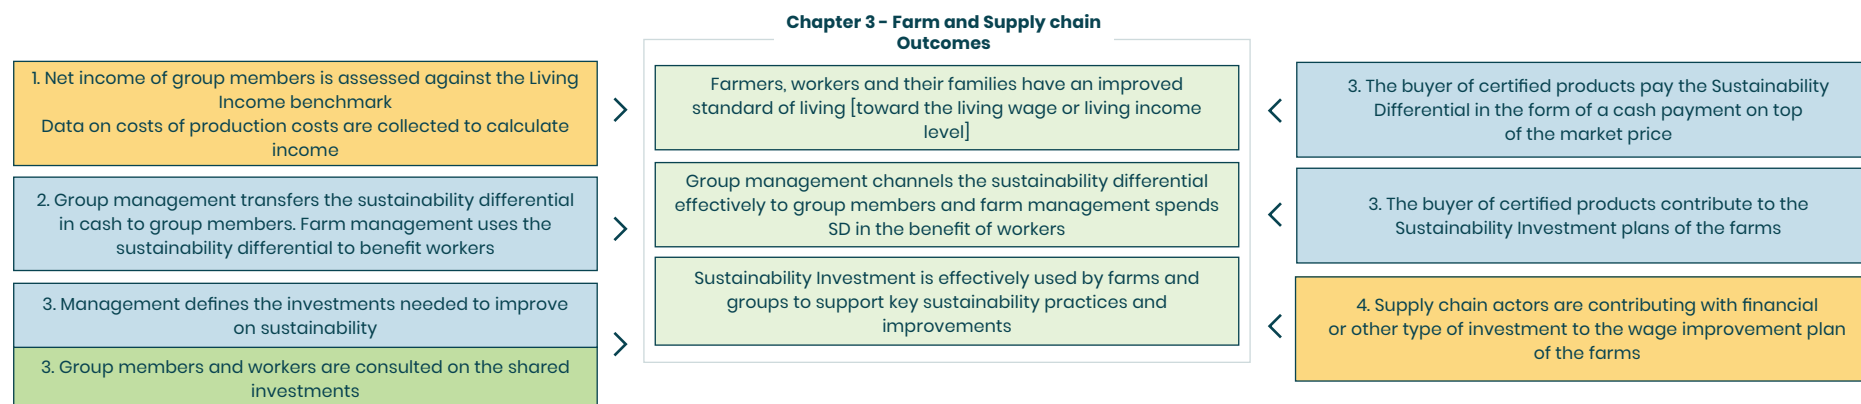 Chapter 3 - Farm and Supply chain
Outcomes
1. Net income of group members is assessed against the Living
Income benchmark
Data on costs of production costs are collected to calculate
income
2. Group management transfers the sustainability differential
in cash to group members. Farm management uses the
sustainability differential to benefit workers
3. Management defines the investments needed to improve
on sustainability
3. Group members and workers are consulted on the shared
investments
Farmers, workers and their families have an improved
standard of living [toward the living wage or living income
level]
Group management channels the sustainability differential
effectively to group members and farm management spends
SD in the benefit of workers
Sustainability Investment is effectively used by farms and
groups to support key sustainability practices and
improvements
3. The buyer of certified products pay the Sustainability
Differential in the form of a cash payment on top
of the market price
3. The buyer of certified products contribute to the
Sustainability Investment plans of the farms
4. Supply chain actors are contributing with financial
or other type of investment to the wage improvement plan
of the farms